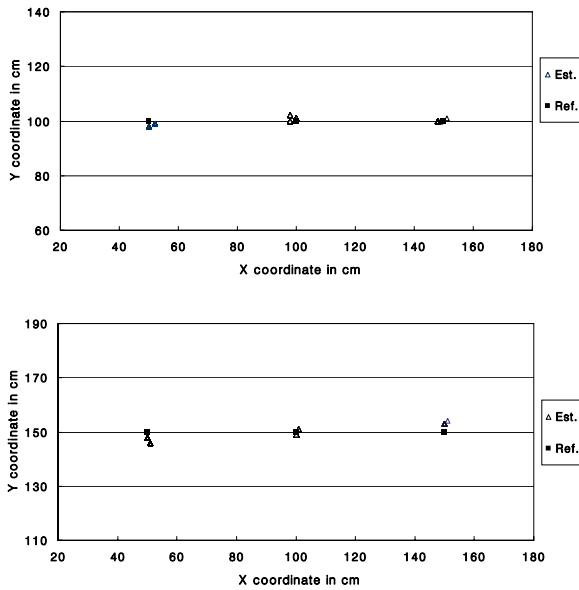 140
120
100
80
60
Y coordinate in cm
20 40 60 80 100 120 140 160 180
X coordinate in cm
Est.
Ref.
190
170
150
130
110
Y coordinate in cm
20 40 60 80 100 120 140 160 180
X coordinate in cm
Est.
Ref.